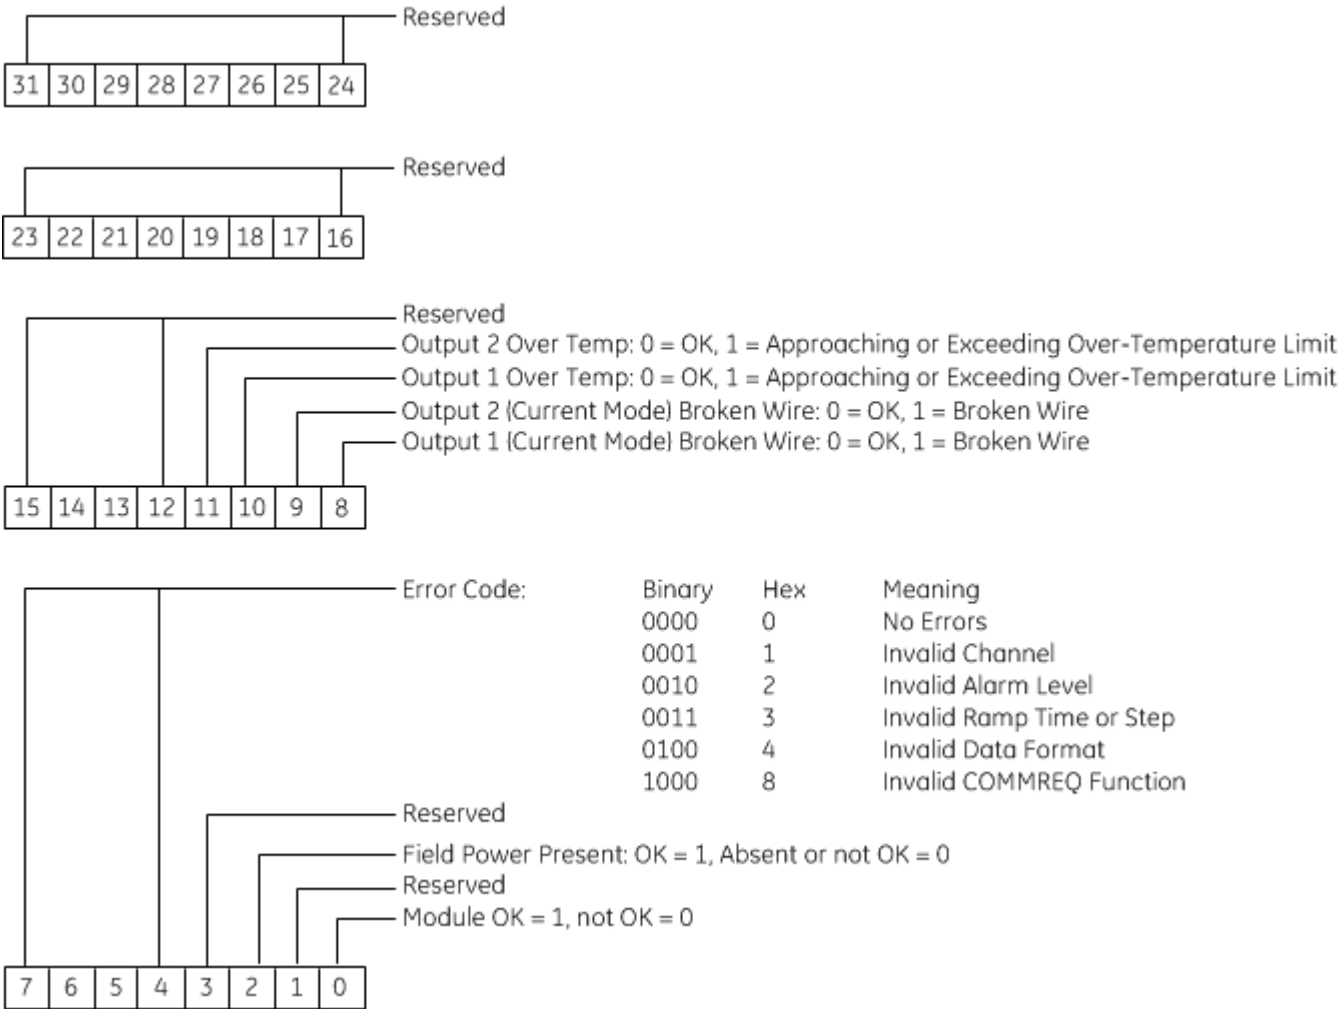 Reserved
31 30 29 28 27 26 25 24
Reserved
23 22 21 20 19 18 17 16
Reserved
Output 2 Over Temp: 0 = OK, 1 = Approaching or Exceeding Over-Temperature Limit
Output 1 Over Temp: 0 = OK, 1 = Approaching or Exceeding Over-Temperature Limit
Output 2 (Current Mode) Broken Wire: 0 = OK, 1 = Broken Wire
Output 1 (Current Mode) Broken Wire: 0 = OK, 1 = Broken Wire
15 14 13 12 11 10 9 8
Error Code: Binary Hex Meaning
0000 0 No Errors
0001 1 Invalid Channel
0010 2 Invalid Alarm Level
0011 3 Invalid Ramp Time or Step
0100 4 Invalid Data Format
1000 8 Invalid COMMREQ Function
Reserved
Field Power Present: OK = 1, Absent or not OK = 0
Reserved
Module OK = 1, not OK = 0
7 6 5 4 3 2 1 0